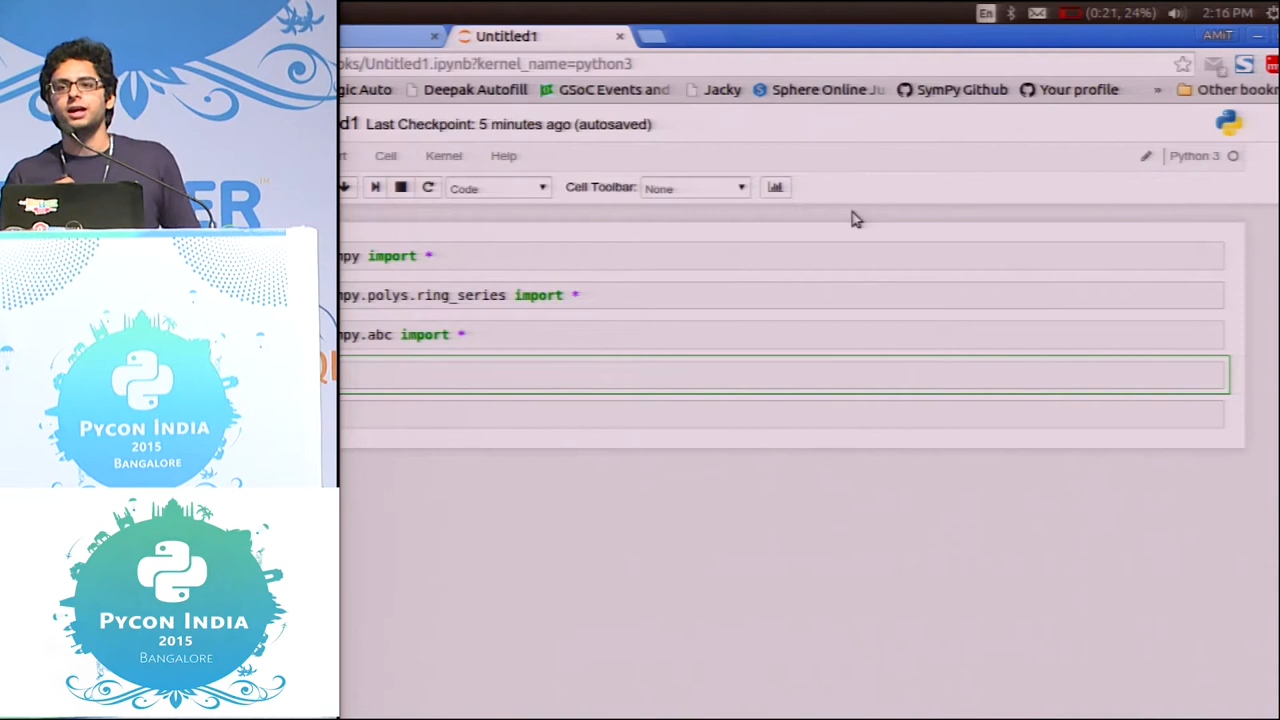 En (0:21, 24%) 2:16 PM
Untitled1 AMiT
oks/Untitled1.ipynb?kernel_name=python3
gic Auto Deepak Autofill GSoC Events and Jacky Sphere Online Ju SymPy Github Your profile » Other bookn
d1 Last Checkpoint: 5 minutes ago (autosaved)
Cell Kernel Help Python 3
Code Cell Toolbar: None
mpy import *
mpy.polys.ring_series import *
mpy.abc import *
ER
PYCON INDIA
2015
BANGALORE
PYCON INDIA
2015
BANGALORE